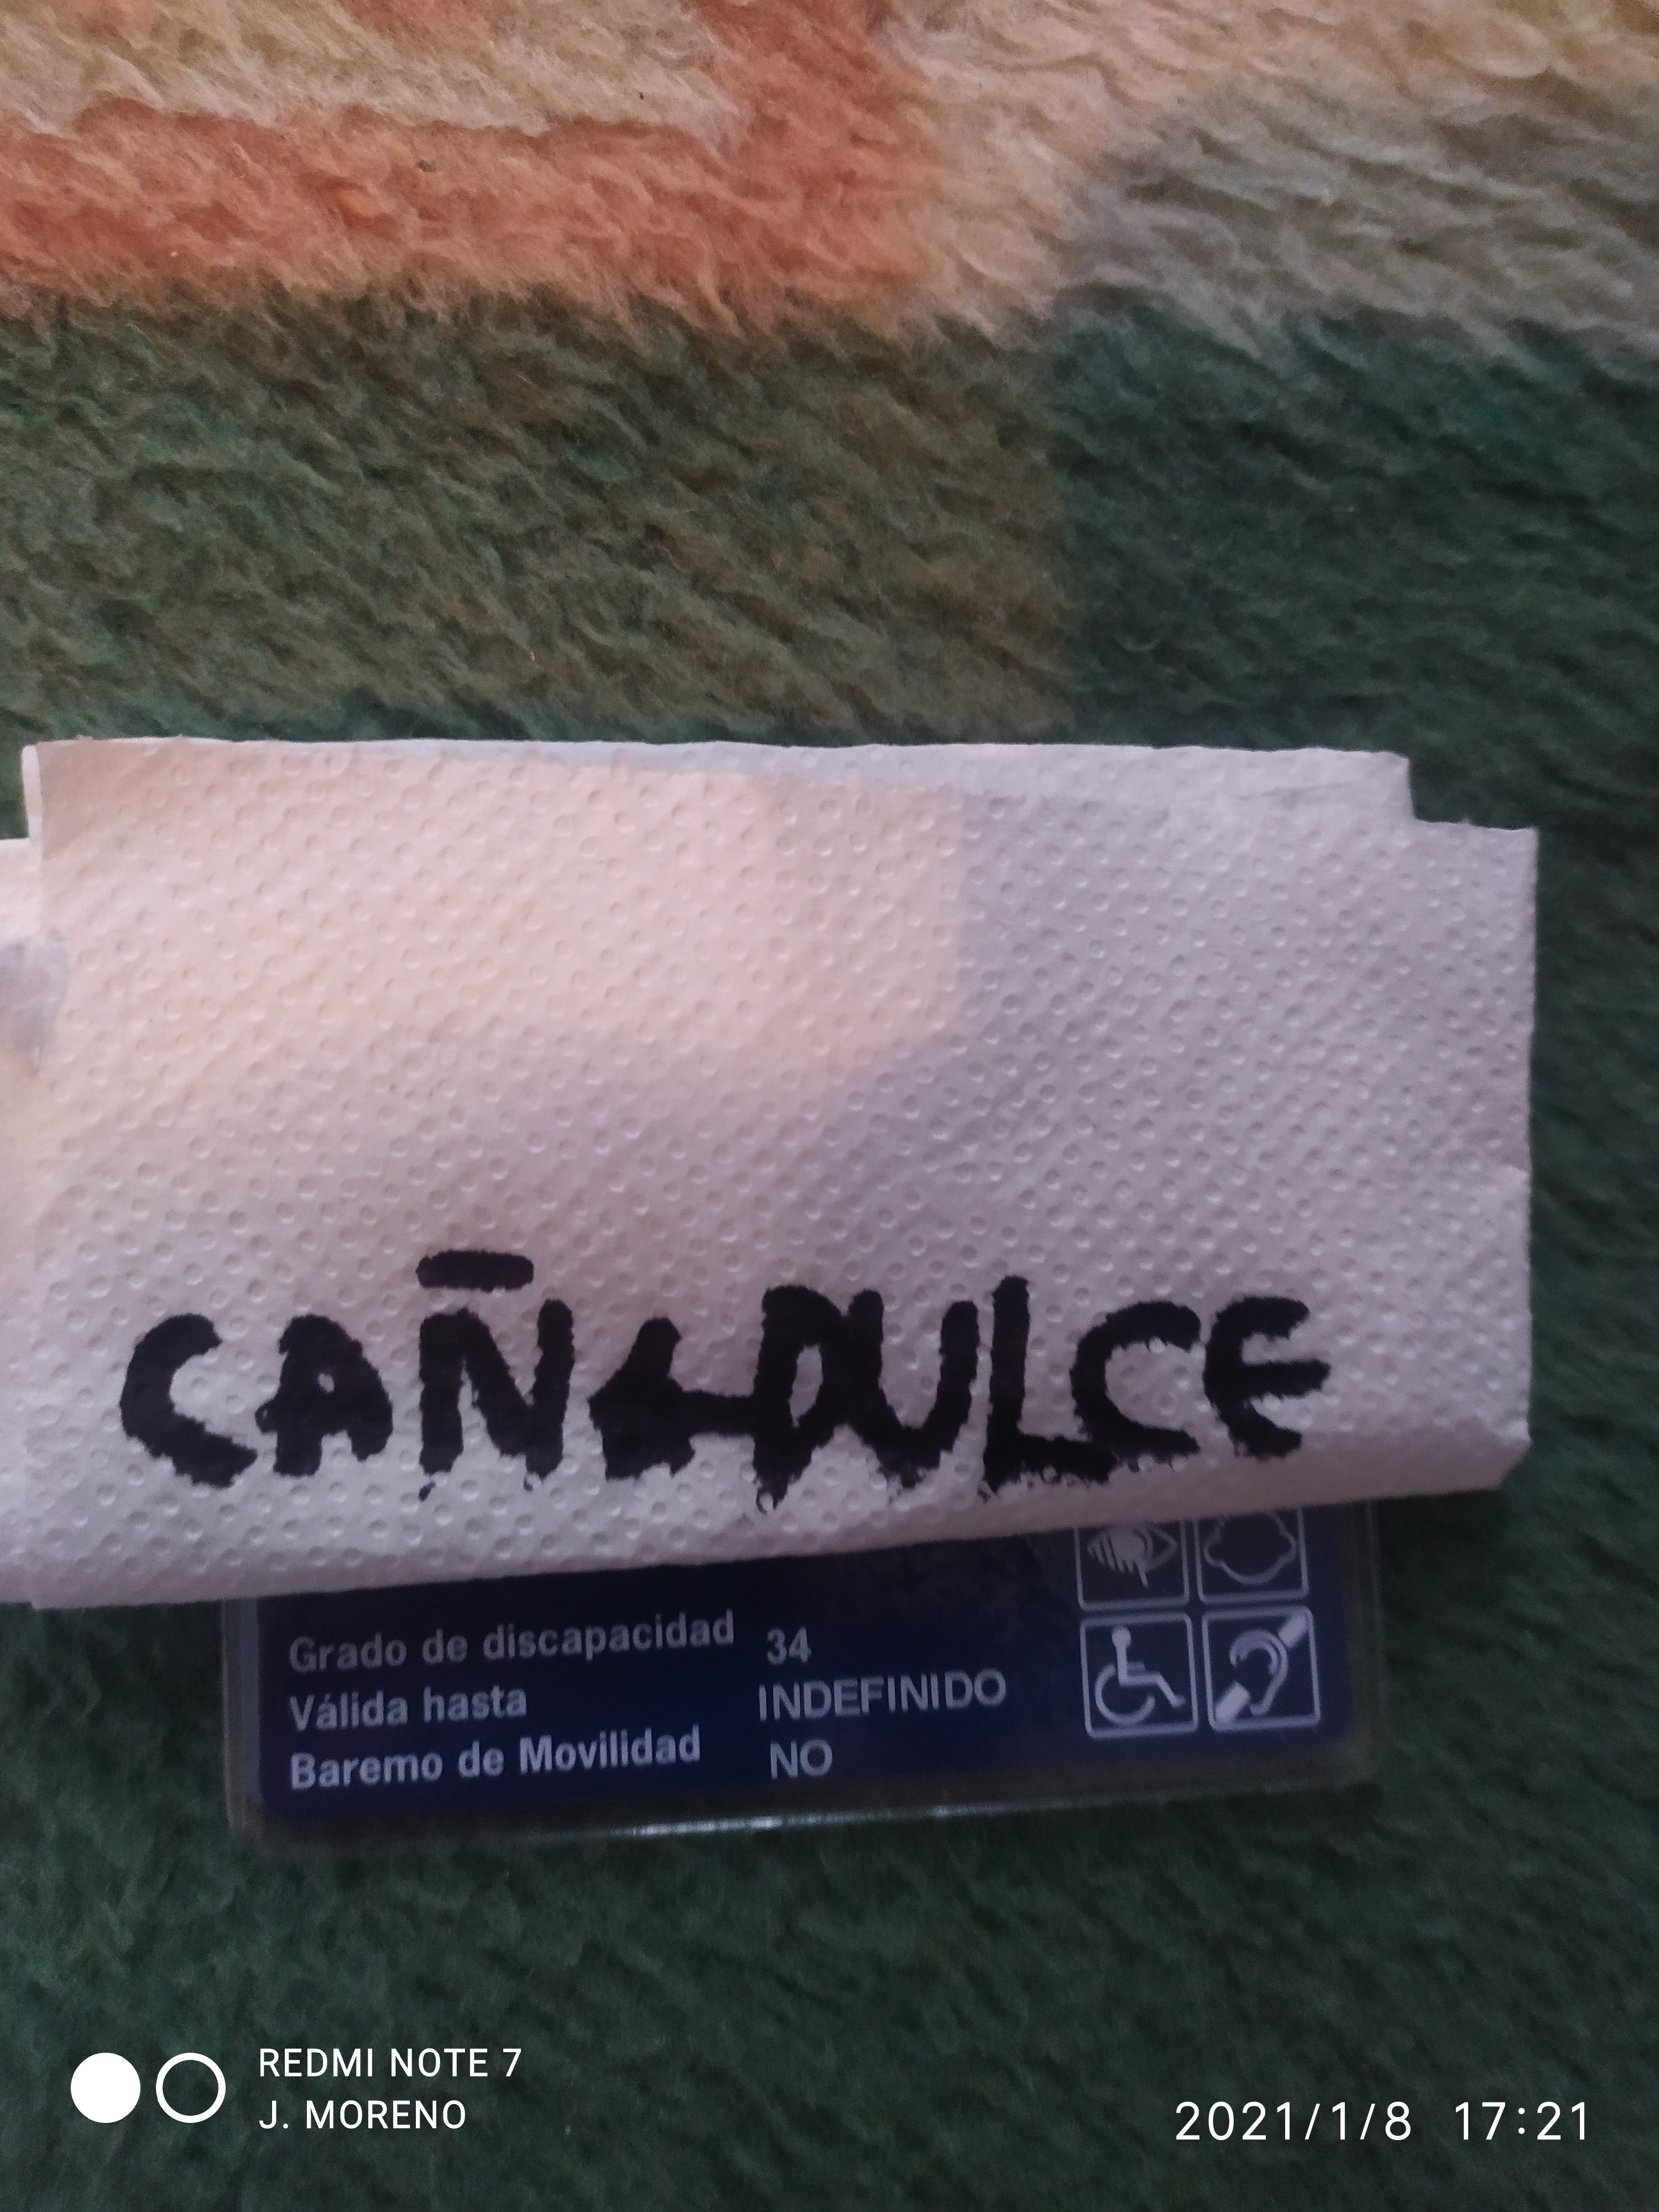 CAÑADULCE
Grado de discapacidad 34
Válida hasta INDEFINIDO
Baremo de Movilidad NO
REDMI NOTE 7
J. MORENO
2021/1/8 17:21